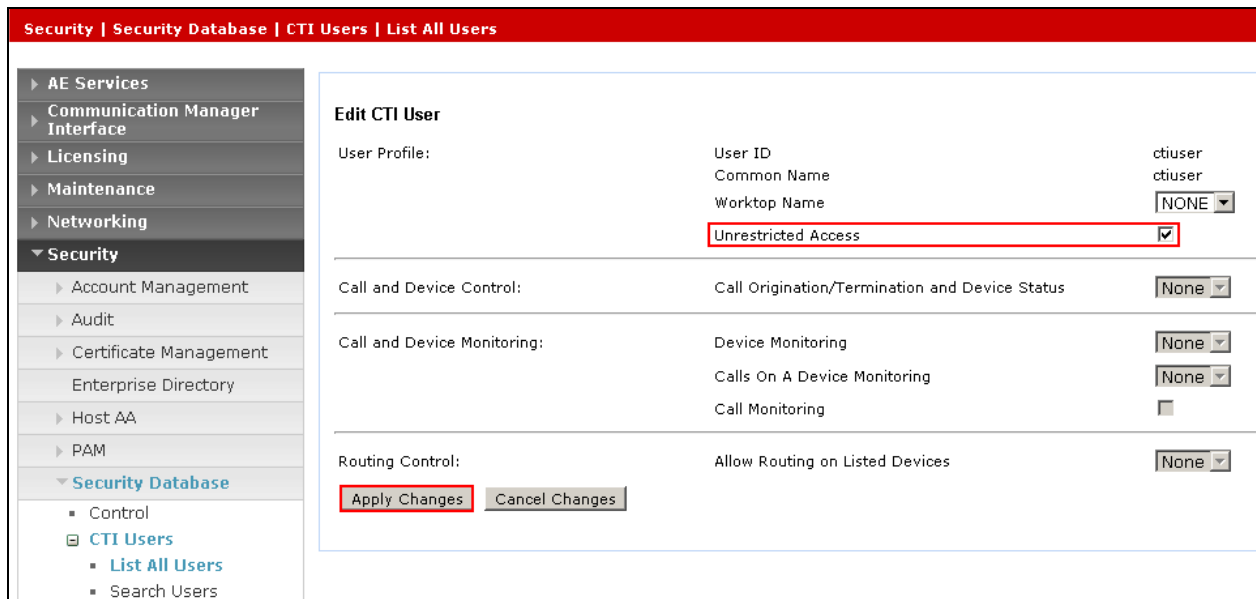 Security | Security Database | CTI Users | List All Users
AE Services
Communication Manager
Interface
Licensing
Maintenance
Networking
Security
Account Management
Audit
Certificate Management
Enterprise Directory
Host AA
PAM
Security Database
Control
CTI Users
List All Users
Search Users
Edit CTI User
User Profile: User ID ctiuser
Common Name ctiuser
Worktop Name NONE
Unrestricted Access
Call and Device Control: Call Origination/Termination and Device Status None
Call and Device Monitoring: Device Monitoring None
Calls On A Device Monitoring None
Call Monitoring
Routing Control: Allow Routing on Listed Devices None
Apply Changes Cancel Changes